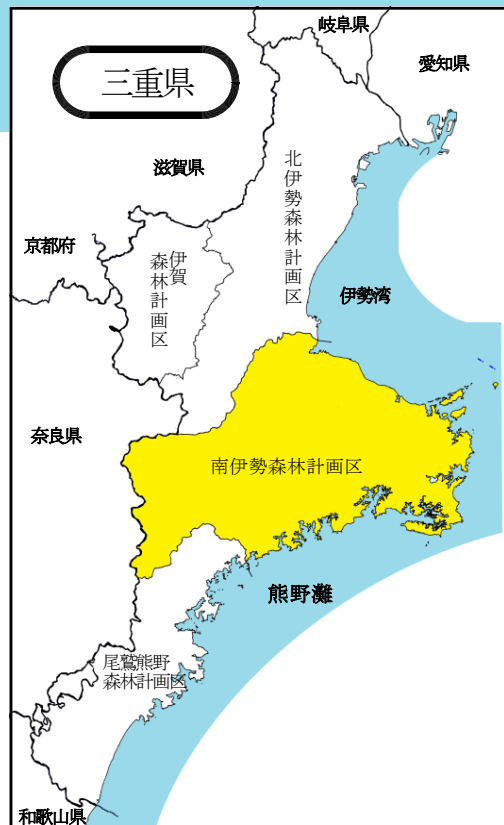 岐阜県
愛知県
三重県
滋賀県
北伊勢森林計画区
京都府
伊賀
森林計画区
伊勢湾
奈良県
南伊勢森林計画区
熊野灘
尾鷲熊野
森林計画区
和歌山県